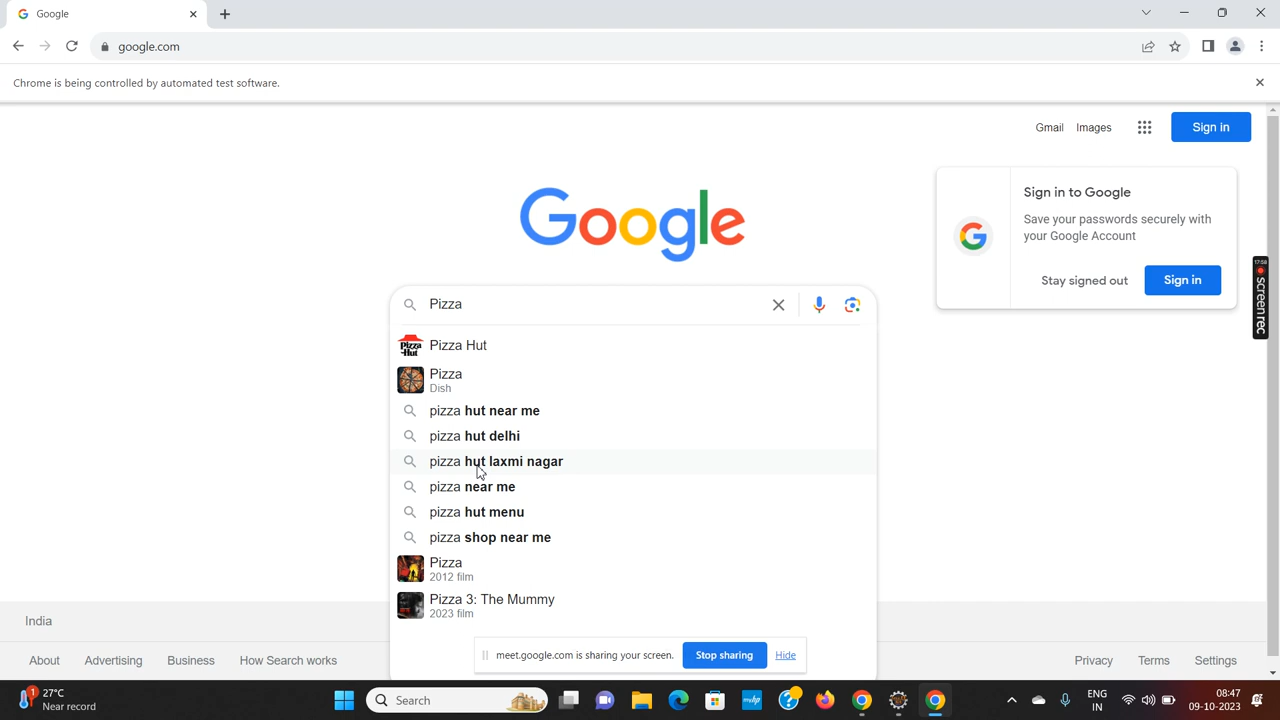 Google
google.com
Chrome is being controlled by automated test software.
Gmail Images Sign in
Google
Sign in to Google
Save your passwords securely with
your Google Account
Stay signed out Sign in
17:58
screenrec
Pizza
Pizza Hut
Pizza
Dish
pizza hut near me
pizza hut delhi
pizza hut laxmi nagar
pizza near me
pizza hut menu
pizza shop near me
Pizza
2012 film
Pizza 3: The Mummy
2023 film
India
meet.google.com is sharing your screen. Stop sharing Hide
About Advertising Business How Search works Privacy Terms Settings
1
27°C
Near record
Search
ENG
IN
08:47
09-10-2023